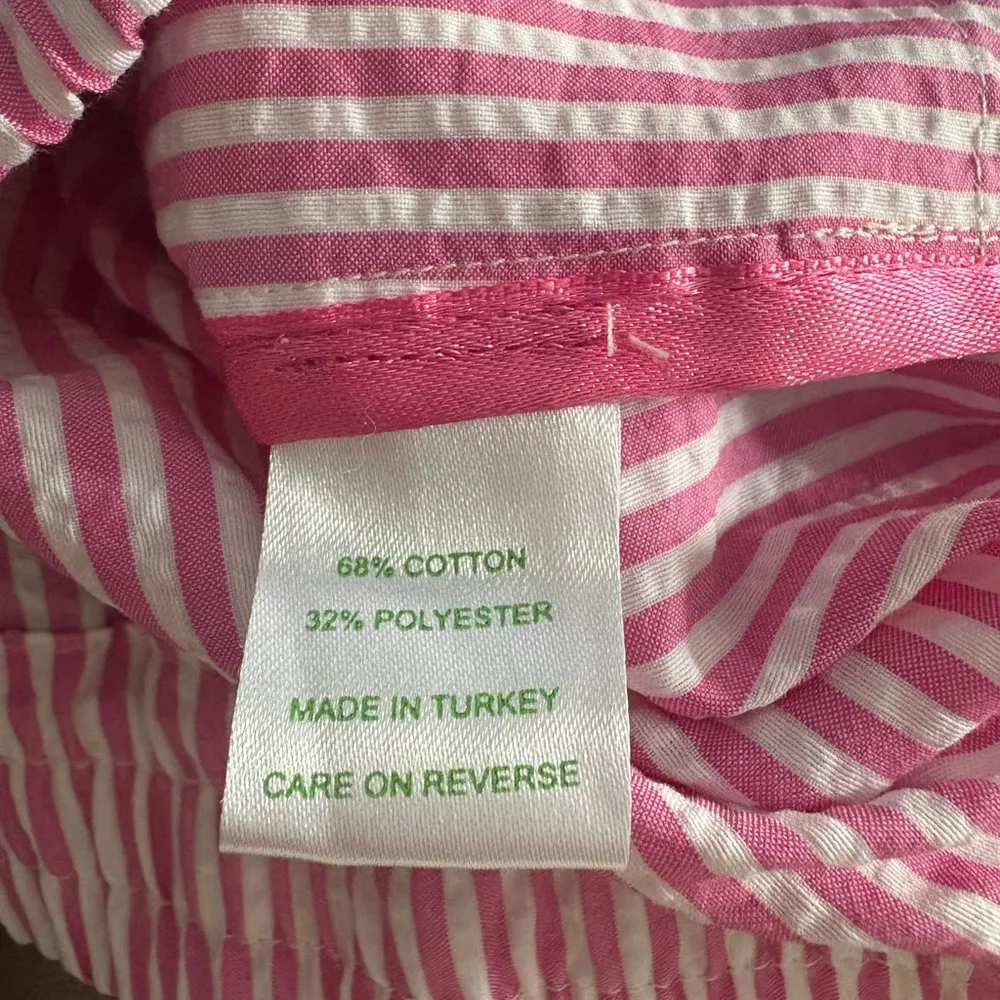 68% COTTON
32% POLYESTER
MADE IN TURKEY
CARE ON REVERSE